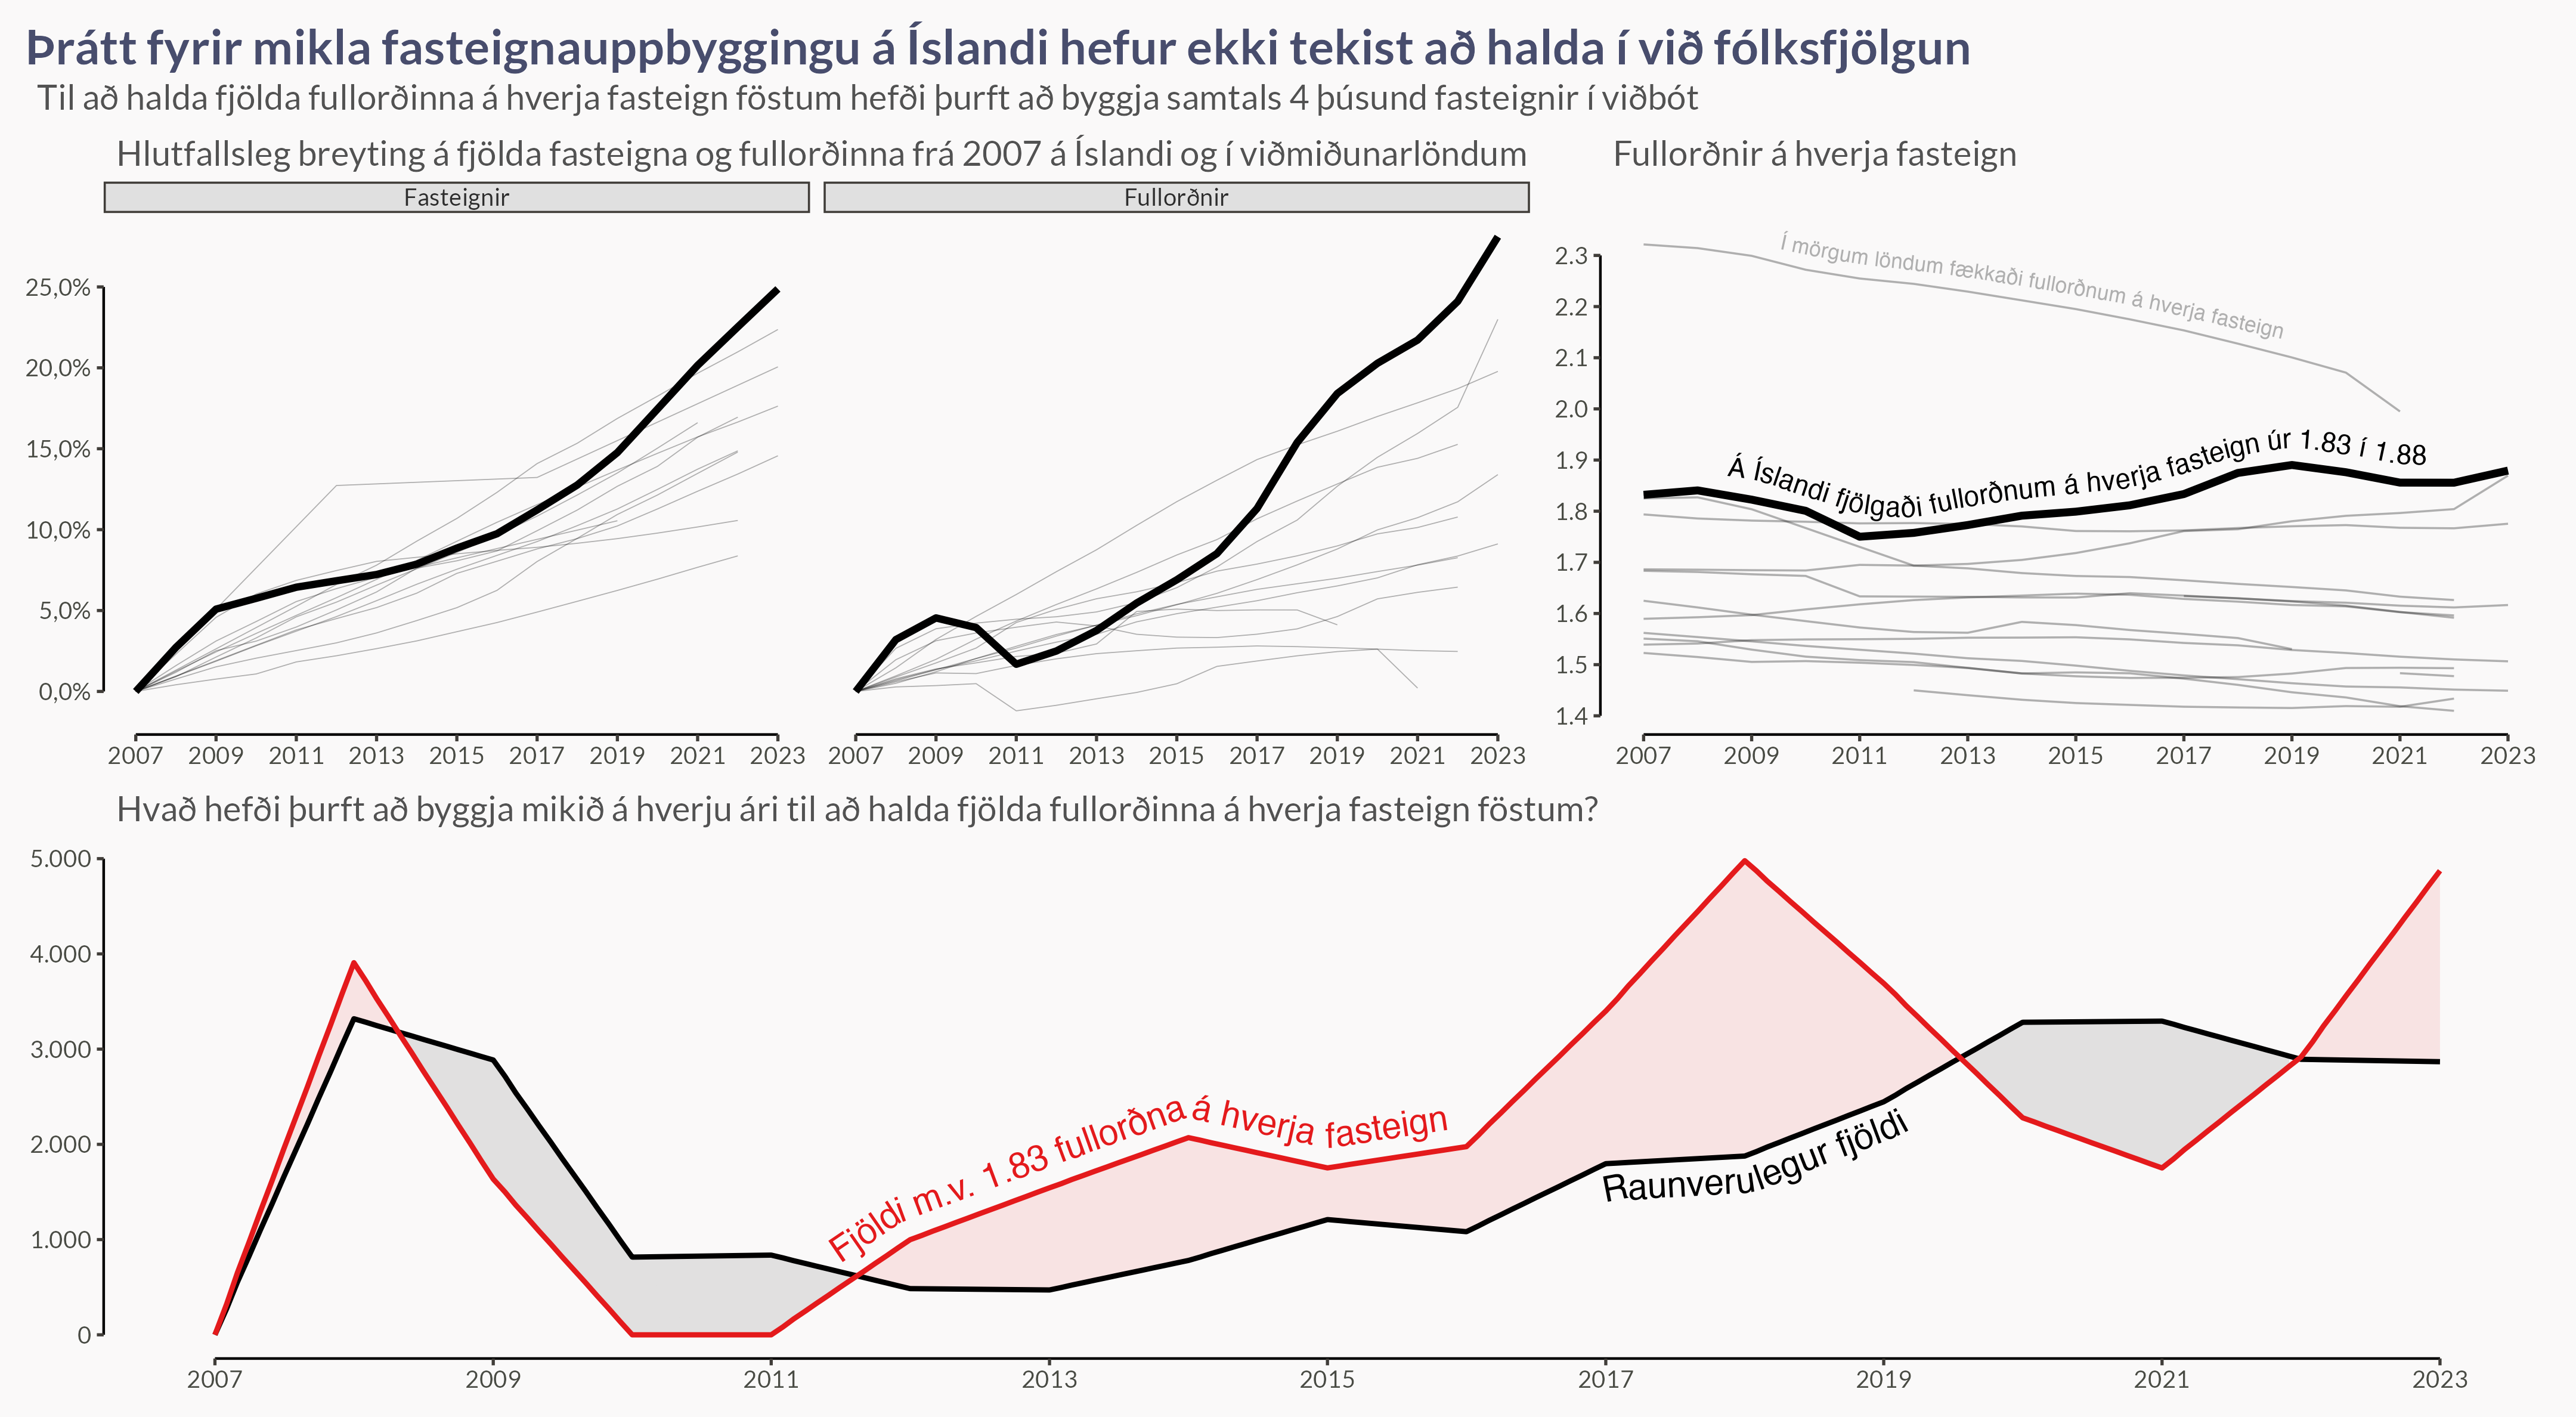 Þrátt fyrir mikla fasteignauppbyggingu á Íslandi hefur ekki tekist að halda í við fólksfjölgun
Til að halda fjölda fullorðinna á hverja fasteign föstum hefði þurft að byggja samtals 4 þúsund fasteignir í viðbót
Hlutfallsleg breyting á fjölda fasteigna og fullorðinna frá 2007 á Íslandi og í viðmiðunarlöndum
Fasteignir
Fullorðnir
25,0%
20,0%
15,0%
10,0%
5,0%
0,0%
2007 2009 2011 2013 2015 2017 2019 2021 2023
2007 2009 2011 2013 2015 2017 2019 2021 2023
Fullorðnir á hverja fasteign
2.3
2.2
2.1
2.0
1.9
1.8
1.7
1.6
1.5
1.4
Í mörgum löndum fækkaði fullorðnum á hverja fasteign
Á Íslandi fjölgaði fullorðnum á hverja fasteign úr 1.83 í 1.88
2007 2009 2011 2013 2015 2017 2019 2021 2023
Hvað hefði þurft að byggja mikið á hverju ári til að halda fjölda fullorðinna á hverja fasteign föstum?
5.000
4.000
3.000
2.000
1.000
0
Fjöldi m.v. 1.83 fullorðna á hverja fasteign
Raunverulegur fjöldi
2007 2009 2011 2013 2015 2017 2019 2021 2023